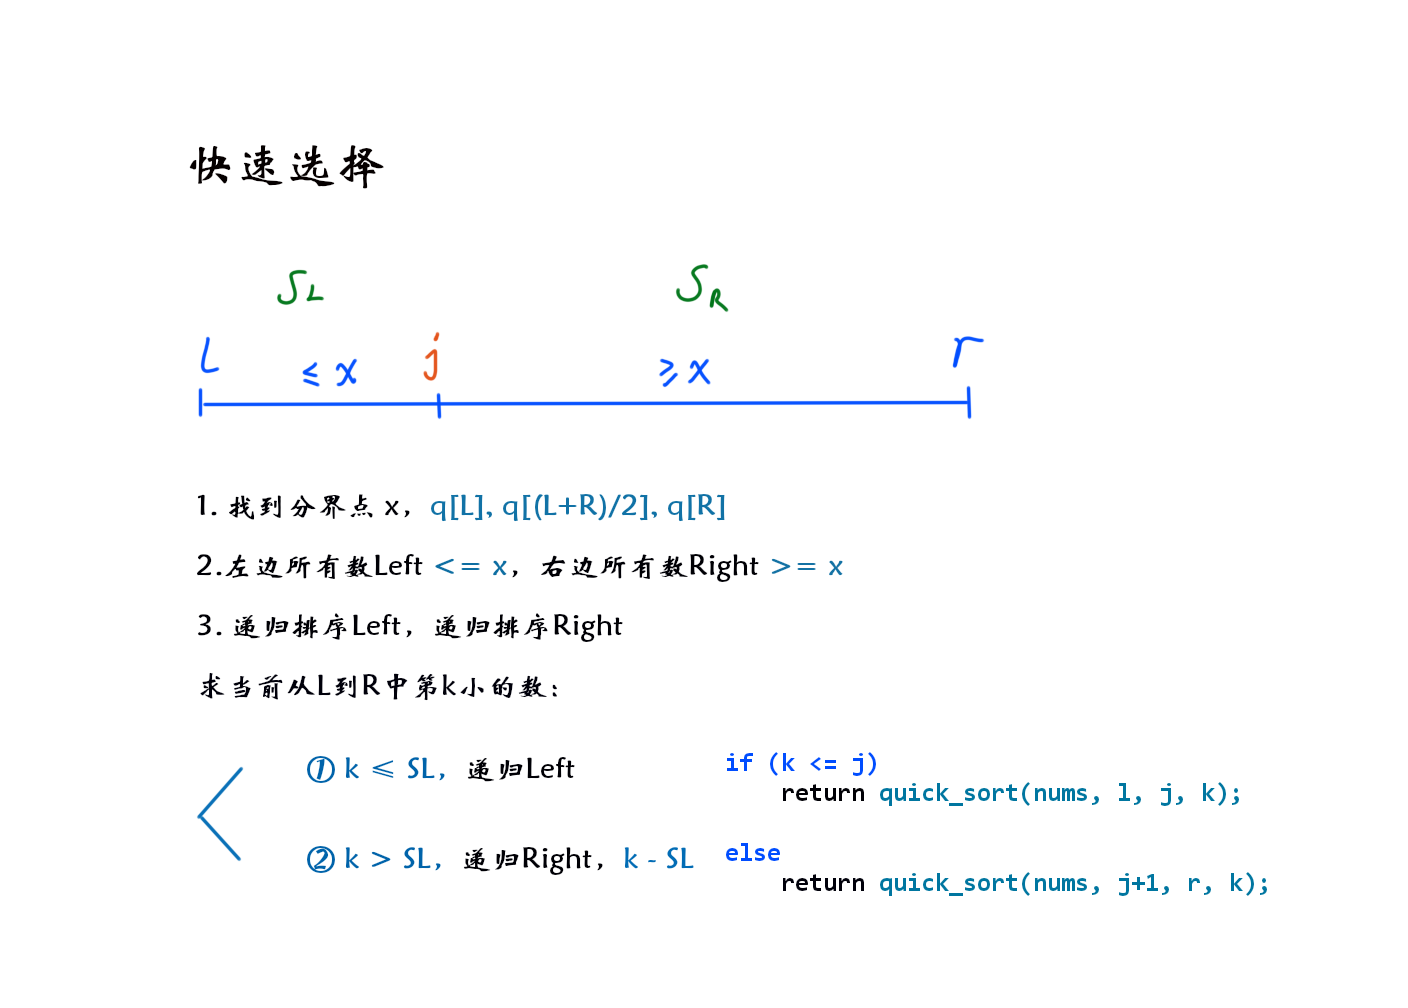 快速选择
SL SR
L ≤ x j ≥ x r
1. 找到分界点 x，q[L], q[(L+R)/2], q[R]
2.左边所有数Left <= x，右边所有数Right >= x
3. 递归排序Left，递归排序Right
求当前从L到R中第k小的数：
① k ≤ SL，递归Left
if (k <= j)
return quick_sort(nums, l, j, k);
② k > SL，递归Right，k - SL
else
return quick_sort(nums, j+1, r, k);